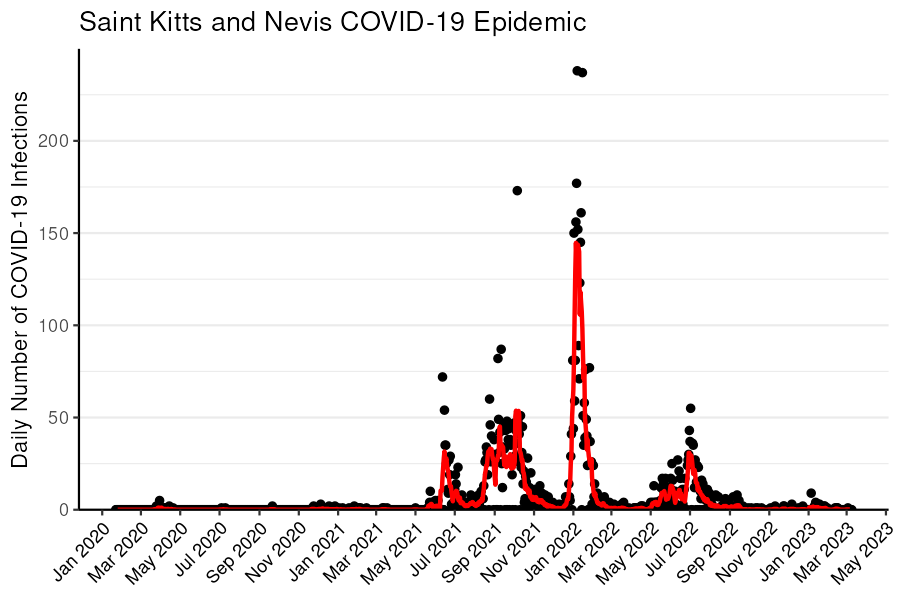 Saint Kitts and Nevis COVID-19 Epidemic
Daily Number of COVID-19 Infections
200
150
100
50
0
Jan 2020
Mar 2020
May 2020
Jul 2020
Sep 2020
Nov 2020
Jan 2021
Mar 2021
May 2021
Jul 2021
Sep 2021
Nov 2021
Jan 2022
Mar 2022
May 2022
Jul 2022
Sep 2022
Nov 2022
Jan 2023
Mar 2023
May 2023